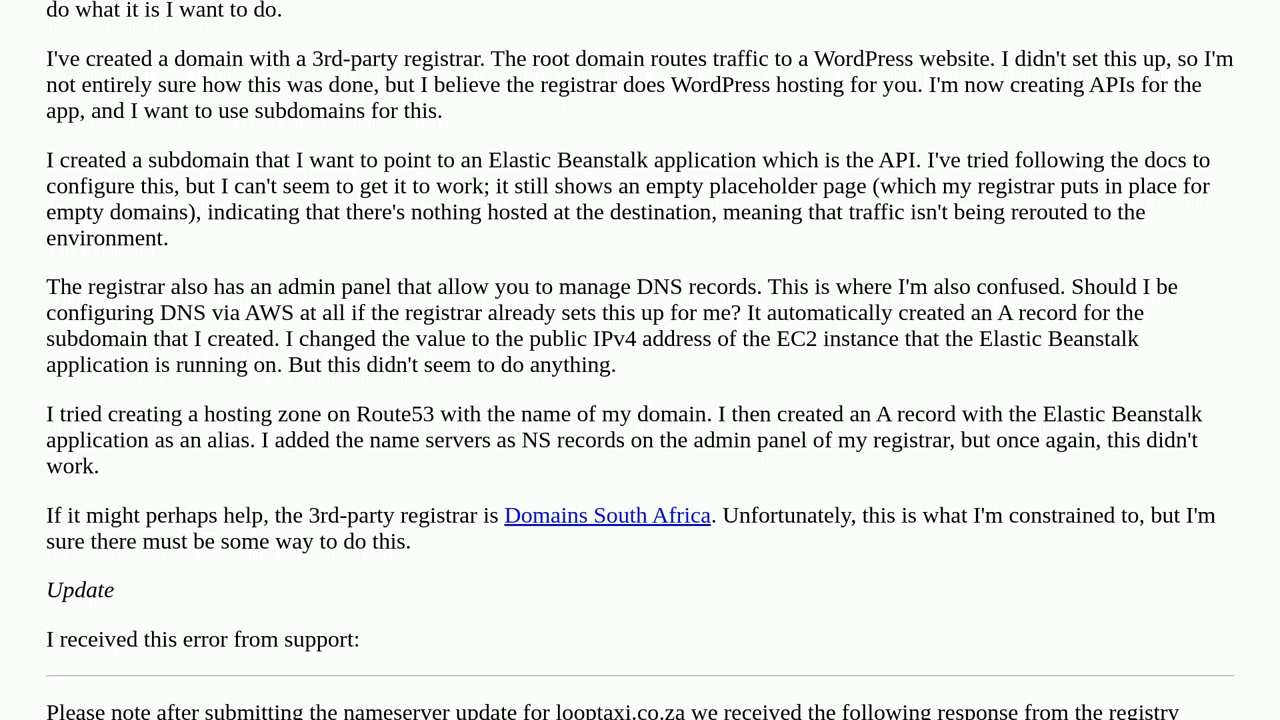 do what it is I want to do.
I've created a domain with a 3rd-party registrar. The root domain routes traffic to a WordPress website. I didn't set this up, so I'm
not entirely sure how this was done, but I believe the registrar does WordPress hosting for you. I'm now creating APIs for the
app, and I want to use subdomains for this.
I created a subdomain that I want to point to an Elastic Beanstalk application which is the API. I've tried following the docs to
configure this, but I can't seem to get it to work; it still shows an empty placeholder page (which my registrar puts in place for
empty domains), indicating that there's nothing hosted at the destination, meaning that traffic isn't being rerouted to the
environment.
The registrar also has an admin panel that allow you to manage DNS records. This is where I'm also confused. Should I be
configuring DNS via AWS at all if the registrar already sets this up for me? It automatically created an A record for the
subdomain that I created. I changed the value to the public IPv4 address of the EC2 instance that the Elastic Beanstalk
application is running on. But this didn't seem to do anything.
I tried creating a hosting zone on Route53 with the name of my domain. I then created an A record with the Elastic Beanstalk
application as an alias. I added the name servers as NS records on the admin panel of my registrar, but once again, this didn't
work.
If it might perhaps help, the 3rd-party registrar is Domains South Africa. Unfortunately, this is what I'm constrained to, but I'm
sure there must be some way to do this.
Update
I received this error from support:
Please note after submitting the nameserver update for looptaxi.co.za we received the following response from the registry